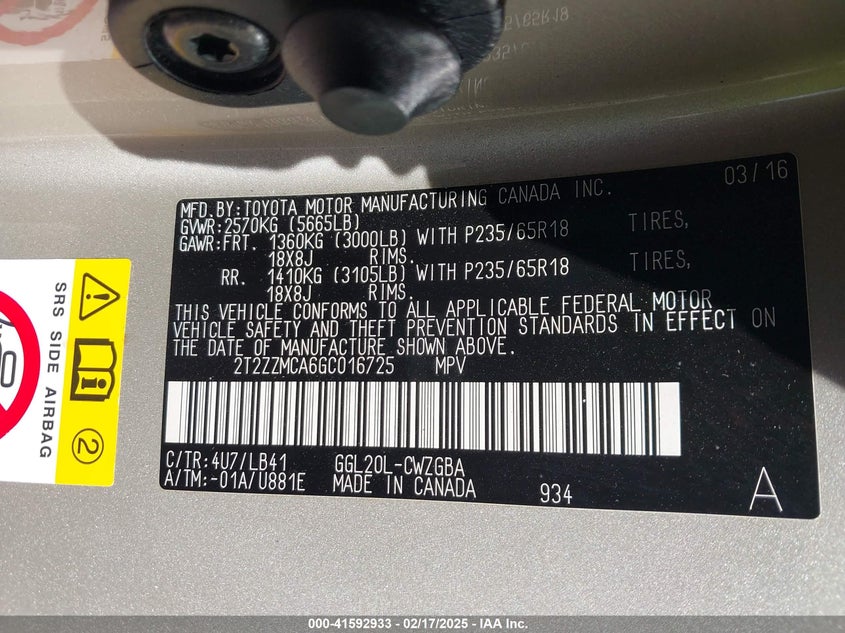 03/16
MFD.BY:TOYOTA MOTOR MANUFACTURING CANADA INC.
GVWR:2570KG (5665LB)
GAWR:FRT. 1360KG (3000LB) WITH P235/65R18 TIRES,
18X8J RIMS.
RR. 1410KG (3105LB) WITH P235/65R18 TIRES,
18X8J RIMS.
THIS VEHICLE CONFORMS TO ALL APPLICABLE FEDERAL MOTOR
VEHICLE SAFETY AND THEFT PREVENTION STANDARDS IN EFFECT ON
THE DATE OF MANUFACTURE SHOWN ABOVE.
2T2ZZMCA6GC016725 MPV
C/TR:4U7/LB41 GGL20L-CWZGBA
A/TM:-01A/U881E MADE IN CANADA 934 A
SRS SIDE AIRBAG
2
000-41592933 - 02/17/2025 - IAA Inc.